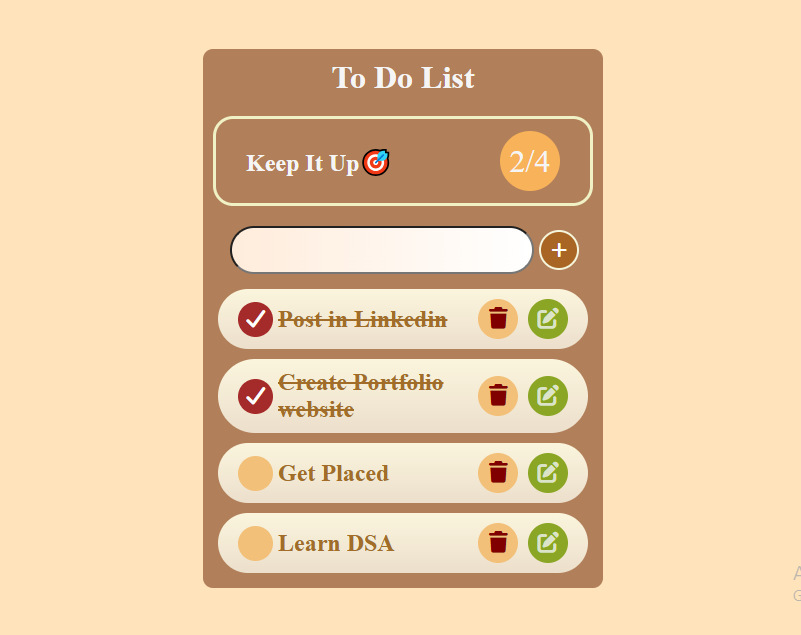 To Do List
Keep It Up🎯
2/4
+
Post in Linkedin
Create Portfolio
website
Get Placed
Learn DSA